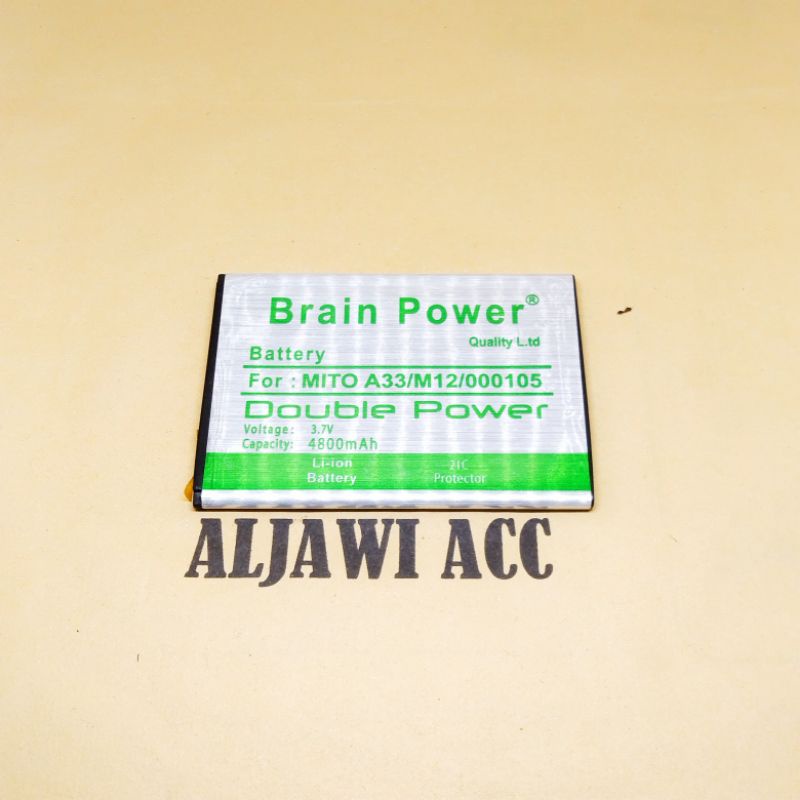 Brain Power®
Quality L.td
Battery
For : MITO A33/M12/000105
Double Power
Voltage: 3.7V
Capacity: 4800mAh
Li-ion 21C
Battery Protector
ALJAWI ACC